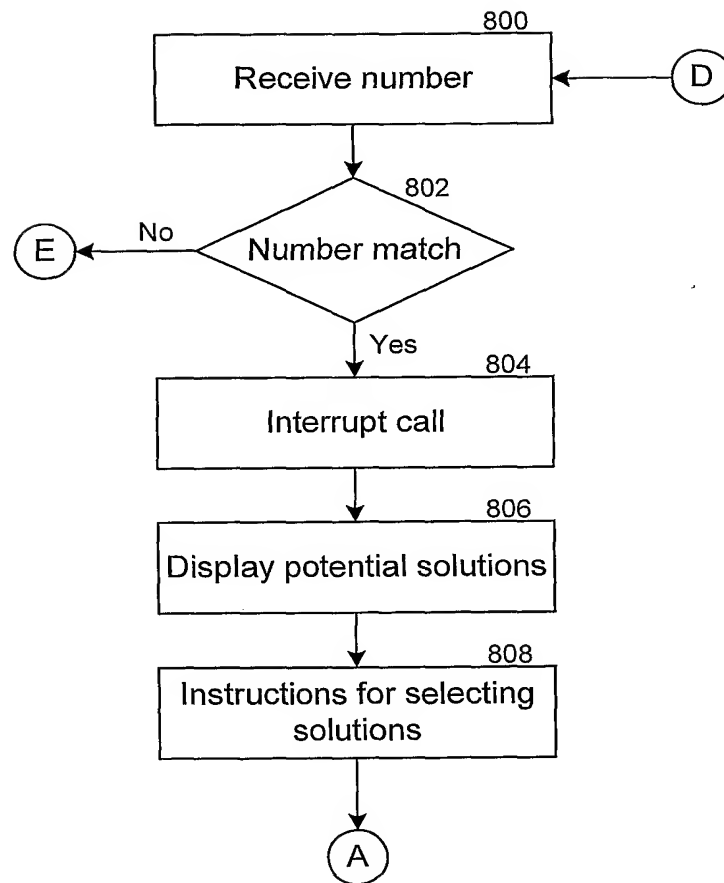 800
Receive number
D
802
Number match
No
E
Yes
804
Interrupt call
806
Display potential solutions
808
Instructions for selecting
solutions
A